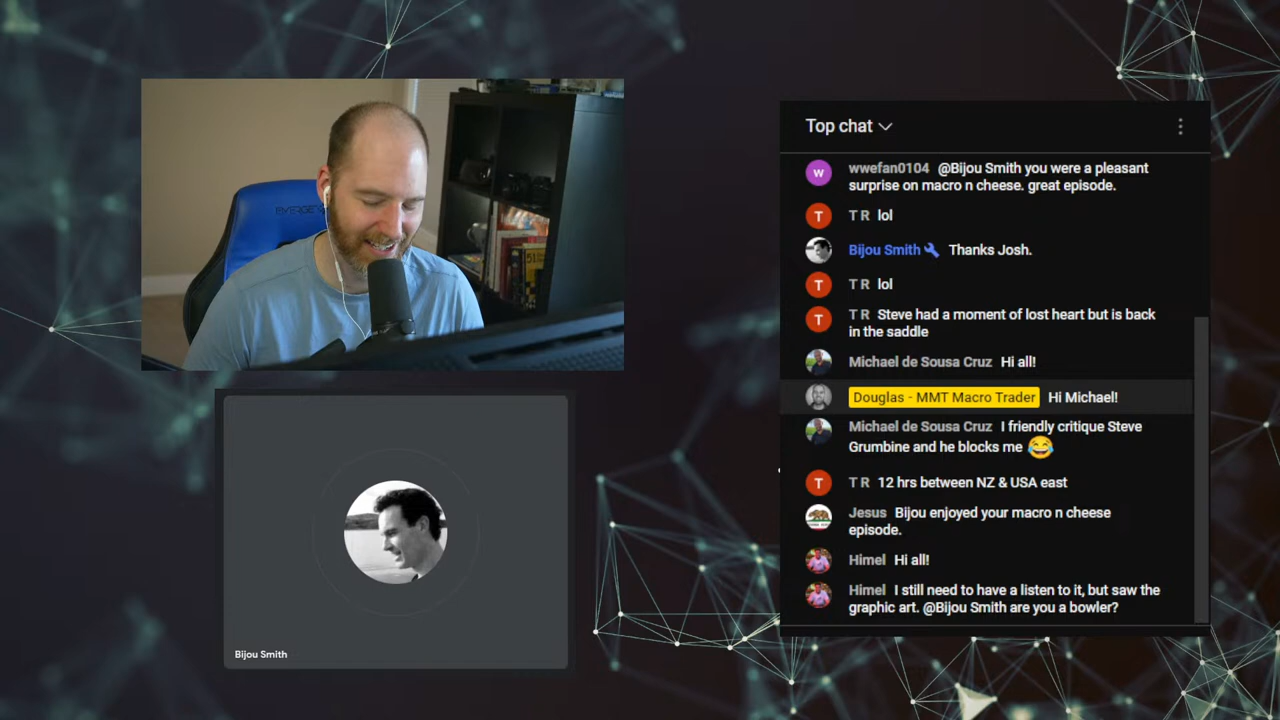 Top chat
w
wwefan0104 @Bijou Smith you were a pleasant
surprise on macro n cheese. great episode.
T
T R lol
Bijou Smith Thanks Josh.
T
T R lol
T
T R Steve had a moment of lost heart but is back
in the saddle
Michael de Sousa Cruz Hi all!
Douglas - MMT Macro Trader Hi Michael!
Michael de Sousa Cruz I friendly critique Steve
Grumbine and he blocks me 😂
T
T R 12 hrs between NZ & USA east
Jesus Bijou enjoyed your macro n cheese
episode.
Himel Hi all!
Himel I still need to have a listen to it, but saw the
graphic art. @Bijou Smith are you a bowler?
Bijou Smith